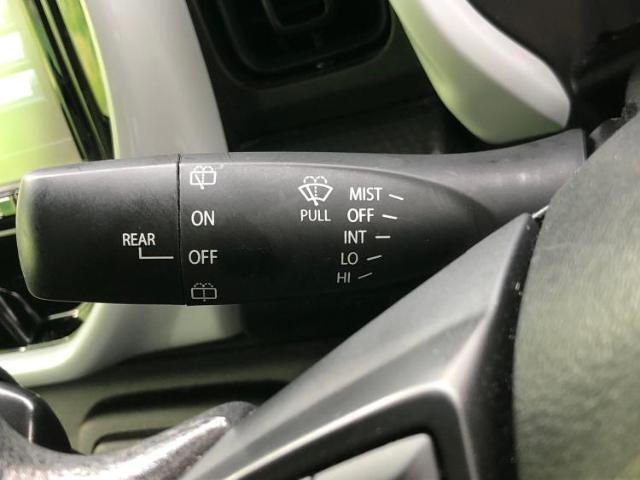 REAR
ON
OFF
PULL
MIST
OFF
INT
LO
HI